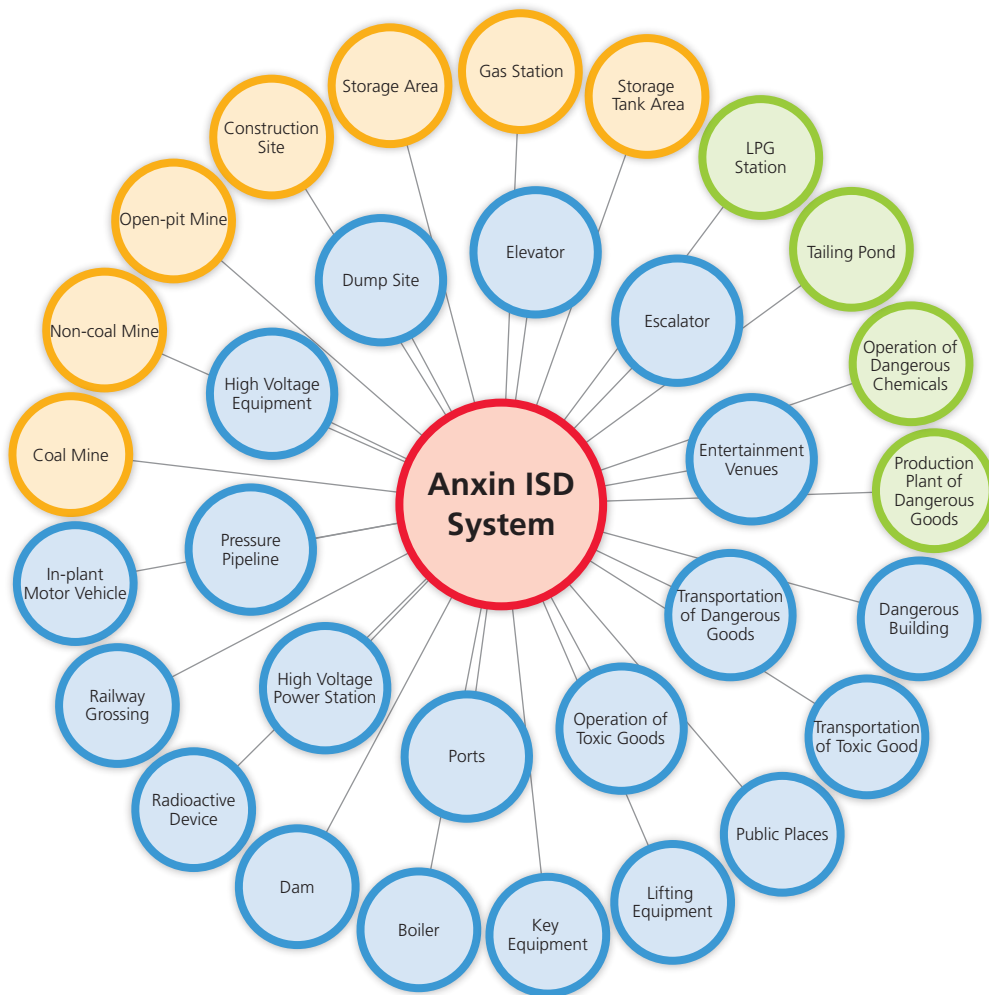 Storage Area
Gas Station
Storage
Tank Area
Construction
Site
LPG
Station
Open-pit Mine
Tailing Pond
Dump Site
Elevator
Escalator
Non-coal Mine
Operation of
Dangerous
Chemicals
High Voltage
Equipment
Coal Mine
Entertainment
Venues
Production
Plant of
Dangerous
Goods
Anxin ISD
System
Pressure
Pipeline
In-plant
Motor Vehicle
Transportation
of Dangerous
Goods
Dangerous
Building
Railway
Grossing
High Voltage
Power Station
Operation of
Toxic Goods
Transportation
of Toxic Good
Ports
Radioactive
Device
Public Places
Dam
Boiler
Key
Equipment
Lifting
Equipment